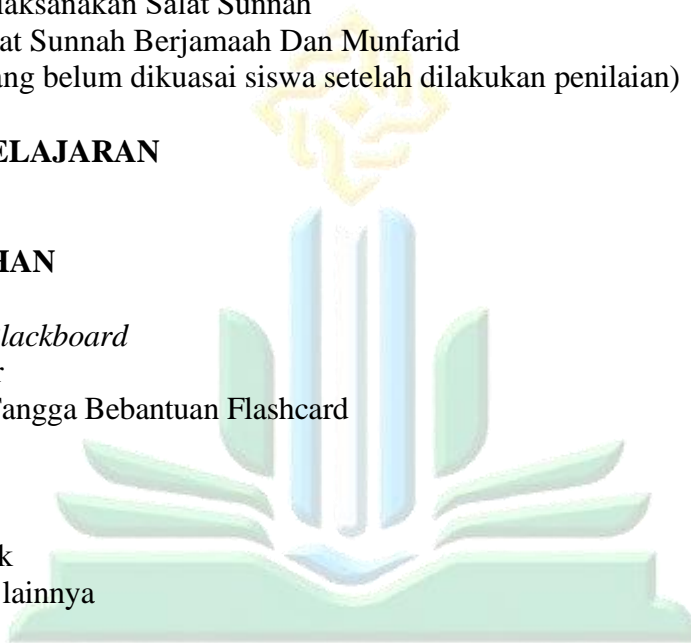 laksanakan Salat Sunnah
at Sunnah Berjamaah Dan Munfarid
ang belum dikuasai siswa setelah dilakukan penilaian)
ELAJARAN
HAN
lackboard
r
Tangga Bebantuan Flashcard
k
lainnya